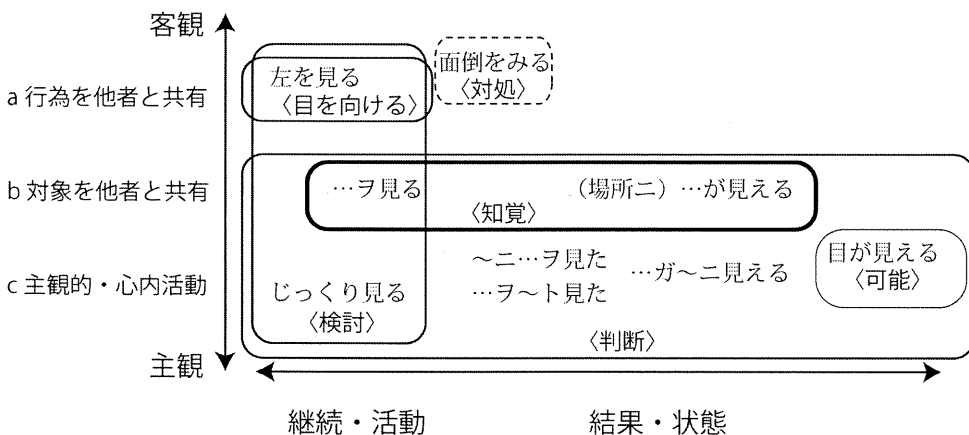 客観
a 行為を他者と共有
左を見る
〈目を向ける〉
面倒をみる
〈対処〉
b 対象を他者と共有
…ヲ見る
（場所ニ）…が見える
〈知覚〉
c 主観的・心内活動
じっくり見る
〈検討〉
～ニ…ヲ見た
…ヲ～ト見た
…ガ～ニ見える
目が見える
〈可能〉
〈判断〉
主観
継続・活動
結果・状態